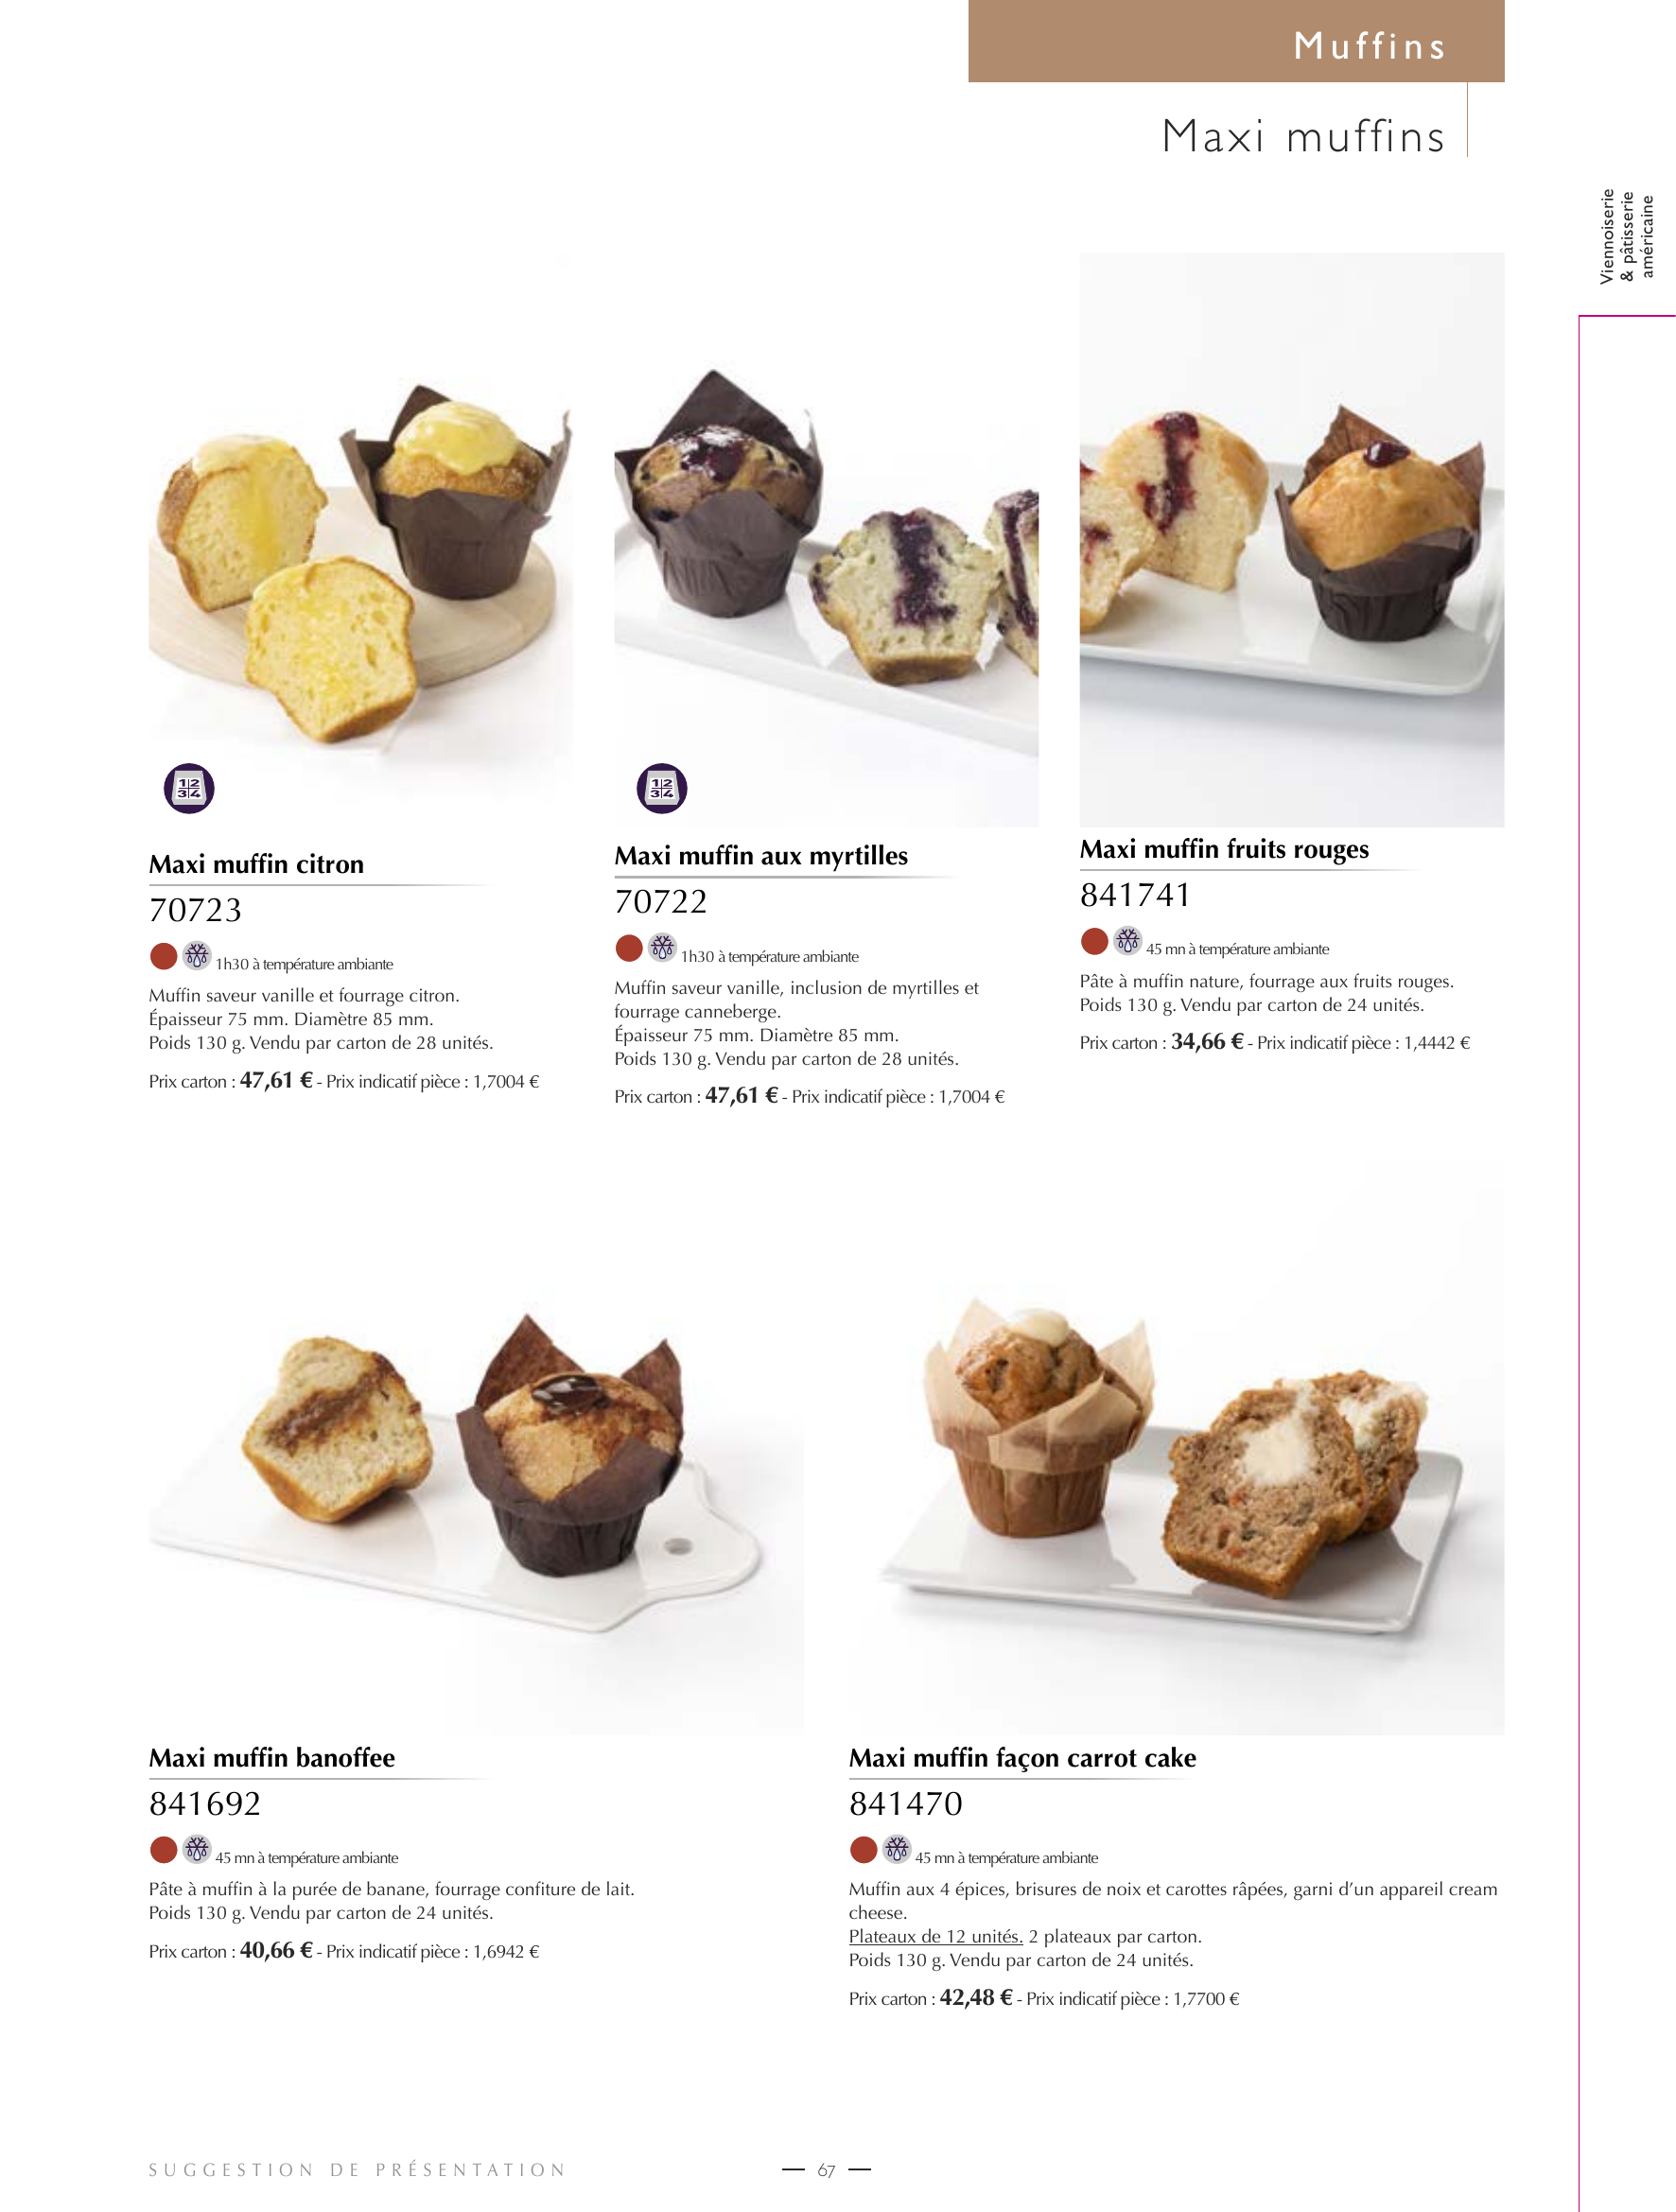 Muffins
Maxi muffins
Viennoiserie
& pâtisserie
américaine
1 2
3 4
1 2
3 4
Maxi muffin citron
70723
1h30 à température ambiante
Muffin saveur vanille et fourrage citron.
Épaisseur 75 mm. Diamètre 85 mm.
Poids 130 g. Vendu par carton de 28 unités.
Prix carton : 47,61 € - Prix indicatif pièce : 1,7004 €
Maxi muffin aux myrtilles
70722
1h30 à température ambiante
Muffin saveur vanille, inclusion de myrtilles et
fourrage canneberge.
Épaisseur 75 mm. Diamètre 85 mm.
Poids 130 g. Vendu par carton de 28 unités.
Prix carton : 47,61 € - Prix indicatif pièce : 1,7004 €
Maxi muffin fruits rouges
841741
45 mn à température ambiante
Pâte à muffin nature, fourrage aux fruits rouges.
Poids 130 g. Vendu par carton de 24 unités.
Prix carton : 34,66 € - Prix indicatif pièce : 1,4442 €
Maxi muffin banoffee
841692
45 mn à température ambiante
Pâte à muffin à la purée de banane, fourrage confiture de lait.
Poids 130 g. Vendu par carton de 24 unités.
Prix carton : 40,66 € - Prix indicatif pièce : 1,6942 €
Maxi muffin façon carrot cake
841470
45 mn à température ambiante
Muffin aux 4 épices, brisures de noix et carottes râpées, garni d’un appareil cream
cheese.
Plateaux de 12 unités. 2 plateaux par carton.
Poids 130 g. Vendu par carton de 24 unités.
Prix carton : 42,48 € - Prix indicatif pièce : 1,7700 €
SUGGESTION DE PRÉSENTATION
— 67 —